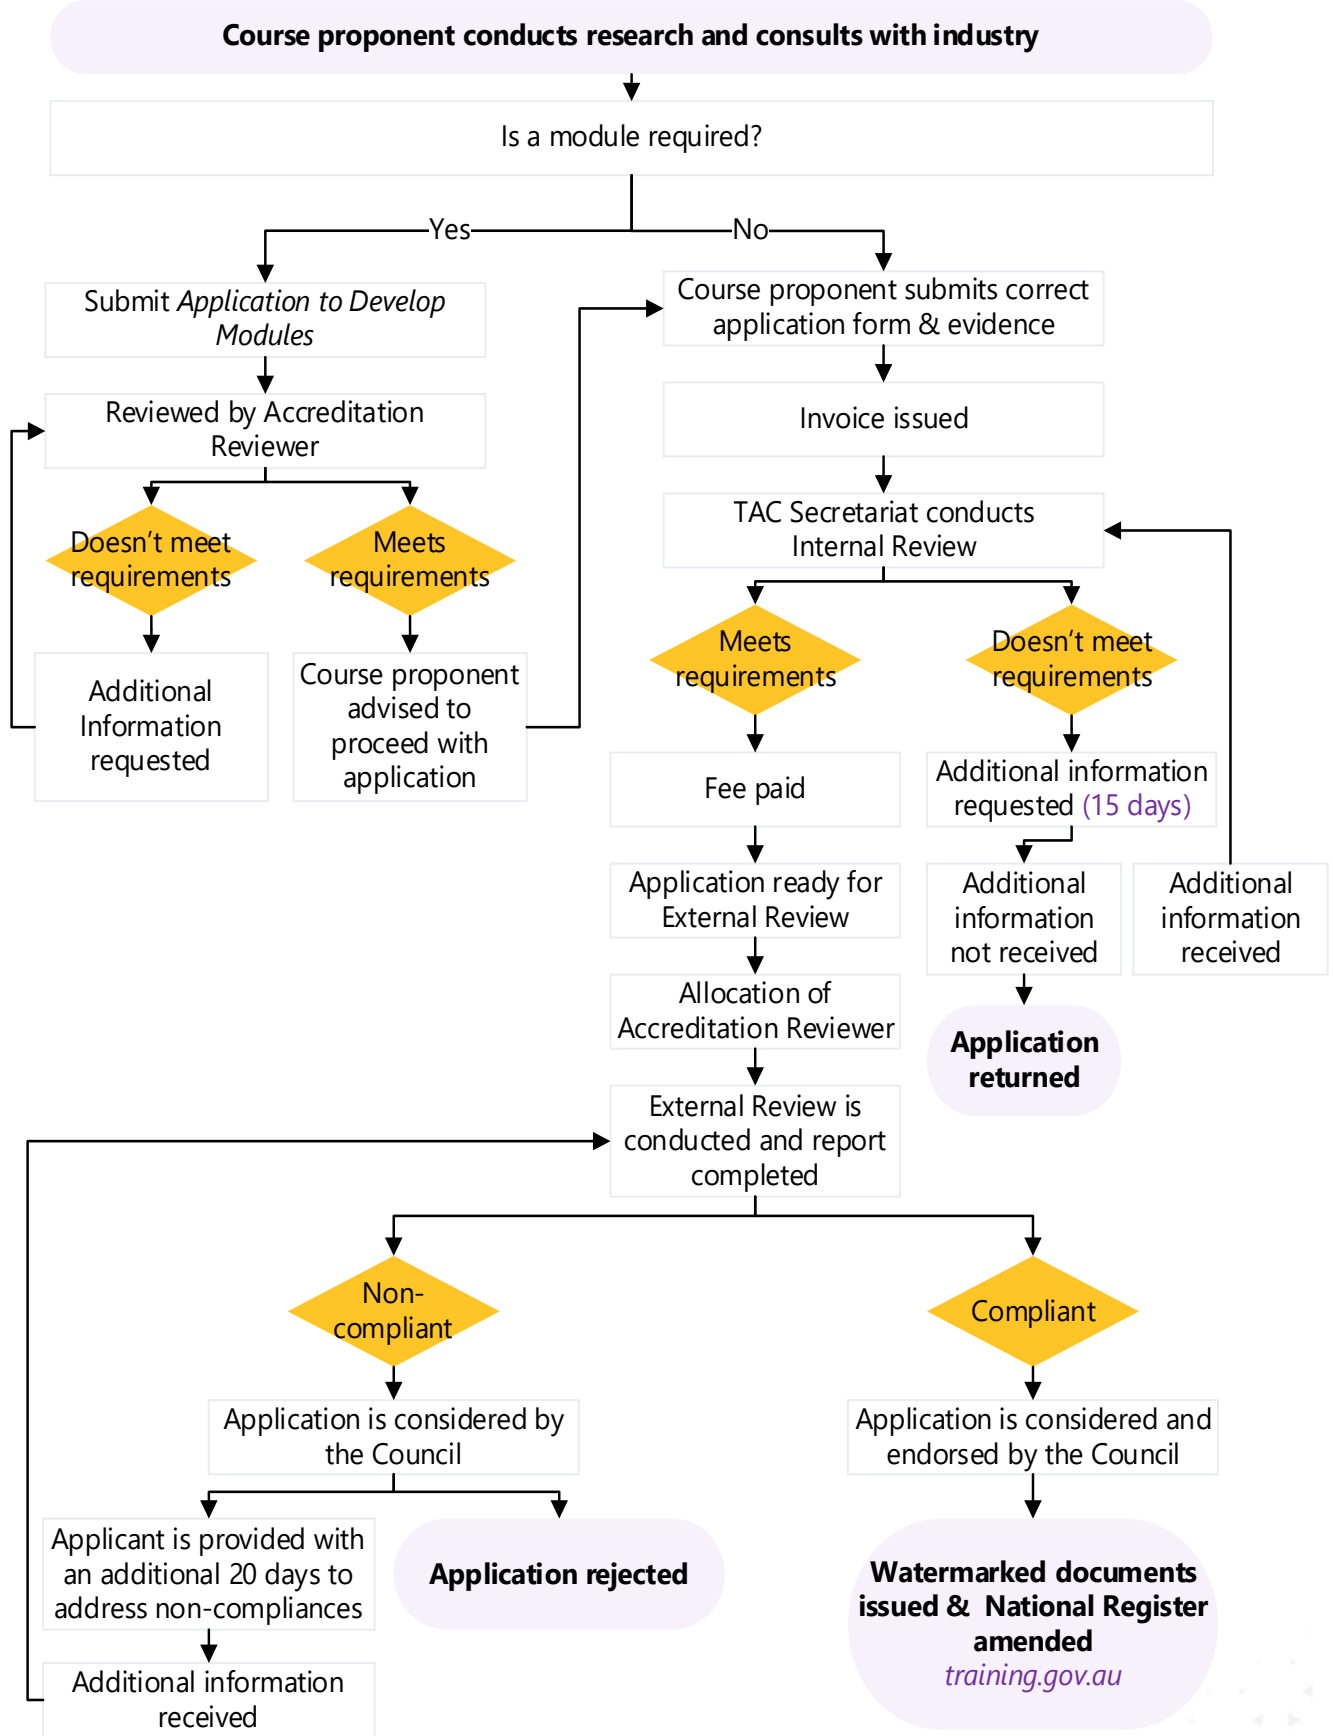 Course proponent conducts research and consults with industry
Is a module required?
Yes
No
Submit Application to Develop
Modules
Course proponent submits correct
application form & evidence
Reviewed by Accreditation
Reviewer
Invoice issued
Doesn't meet
requirements
Meets
requirements
TAC Secretariat conducts
Internal Review
Additional
Information
requested
Course proponent
advised to
proceed with
application
Meets
requirements
Doesn't meet
requirements
Fee paid
Additional information
requested (15 days)
Application ready for
External Review
Additional
information
not received
Additional
information
received
Allocation of
Accreditation Reviewer
Application
returned
External Review is
conducted and report
completed
Non-
compliant
Compliant
Application is considered by
the Council
Application is considered and
endorsed by the Council
Applicant is provided with
an additional 20 days to
address non-compliances
Application rejected
Watermarked documents
issued & National Register
amended
training.gov.au
Additional information
received